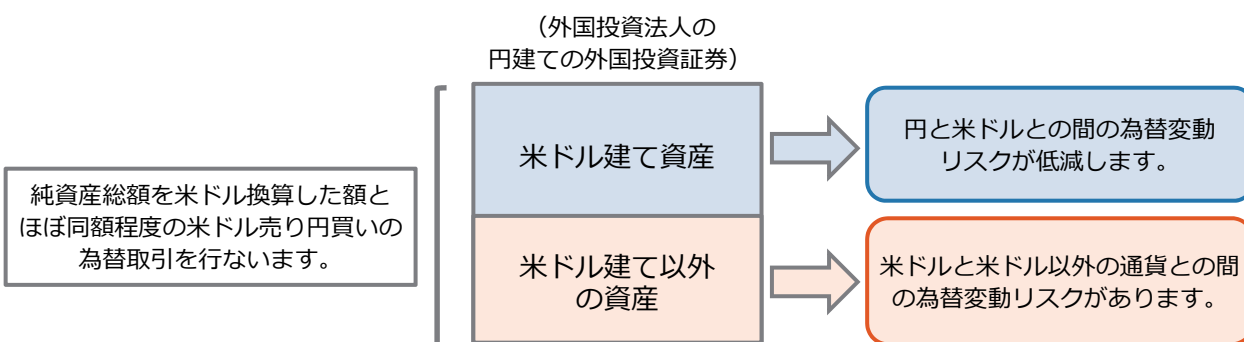 （外国投資法人の
円建ての外国投資証券）
純資産総額を米ドル換算した額と
ほぼ同額程度の米ドル売り円買いの
為替取引を行ないます。
米ドル建て資産
円と米ドルとの間の為替変動
リスクが低減します。
米ドル建て以外
の資産
米ドルと米ドル以外の通貨との間
の為替変動リスクがあります。